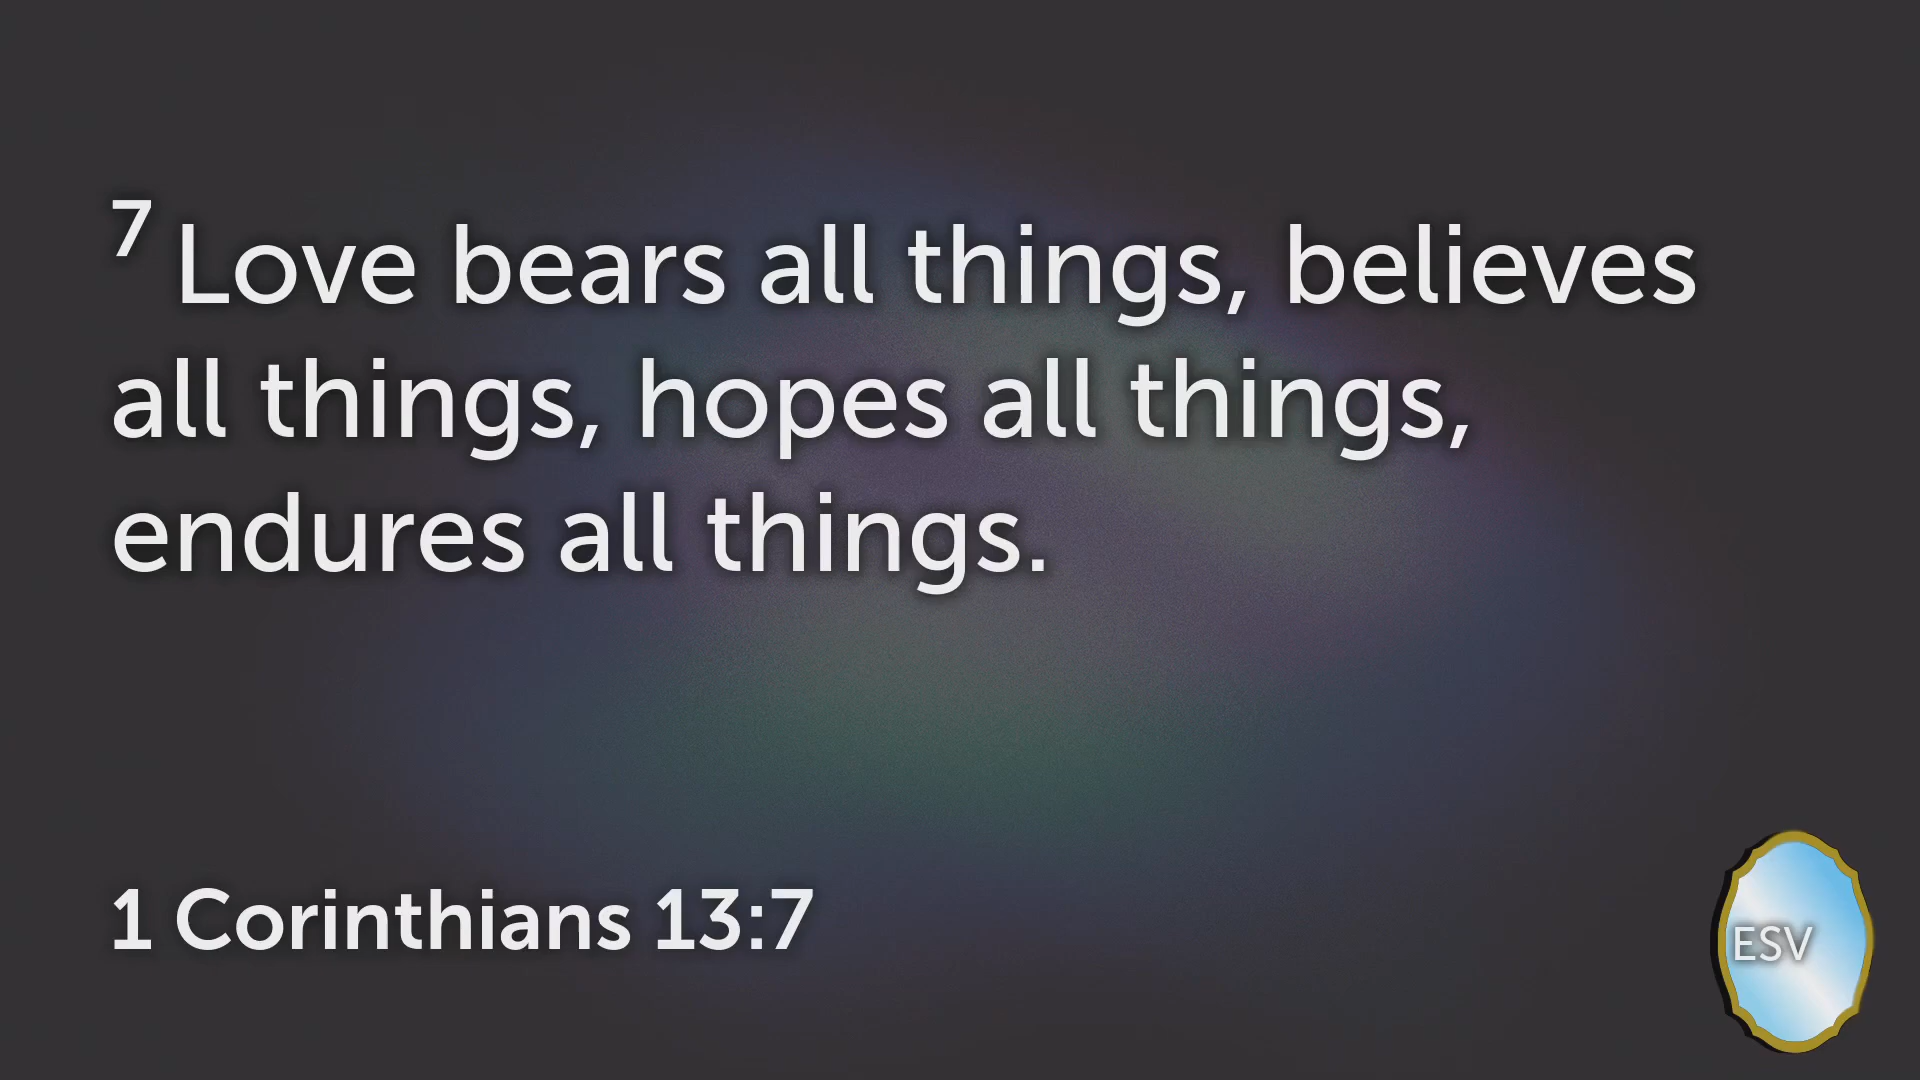 7 Love bears all things, believes
all things, hopes all things,
endures all things.
1 Corinthians 13:7
ESV